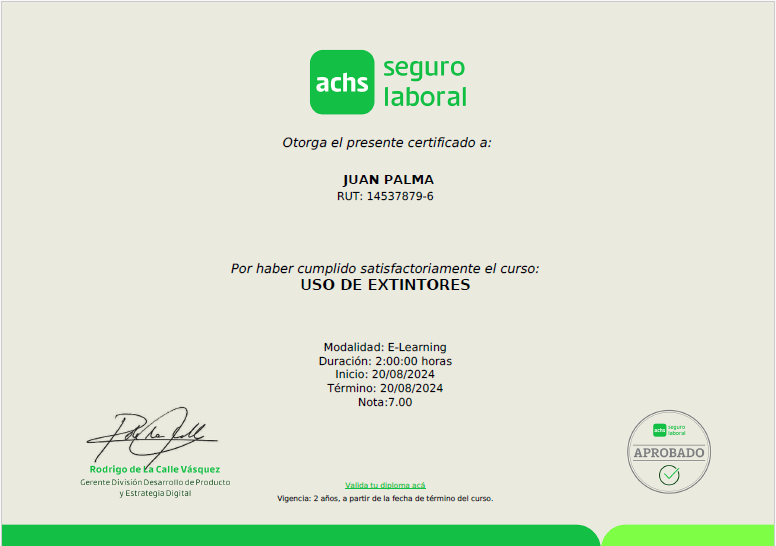 achs
seguro
laboral
Otorga el presente certificado a:
JUAN PALMA
RUT: 14537879-6
Por haber cumplido satisfactoriamente el curso:
USO DE EXTINTORES
Modalidad: E-Learning
Duración: 2:00:00 horas
Inicio: 20/08/2024
Término: 20/08/2024
Nota:7.00
Rodrigo de La Calle Vásquez
Gerente División Desarrollo de Producto
y Estrategia Digital
Valida tu diploma acá
Vigencia: 2 años, a partir de la fecha de término del curso.
achs
seguro
laboral
APROBADO